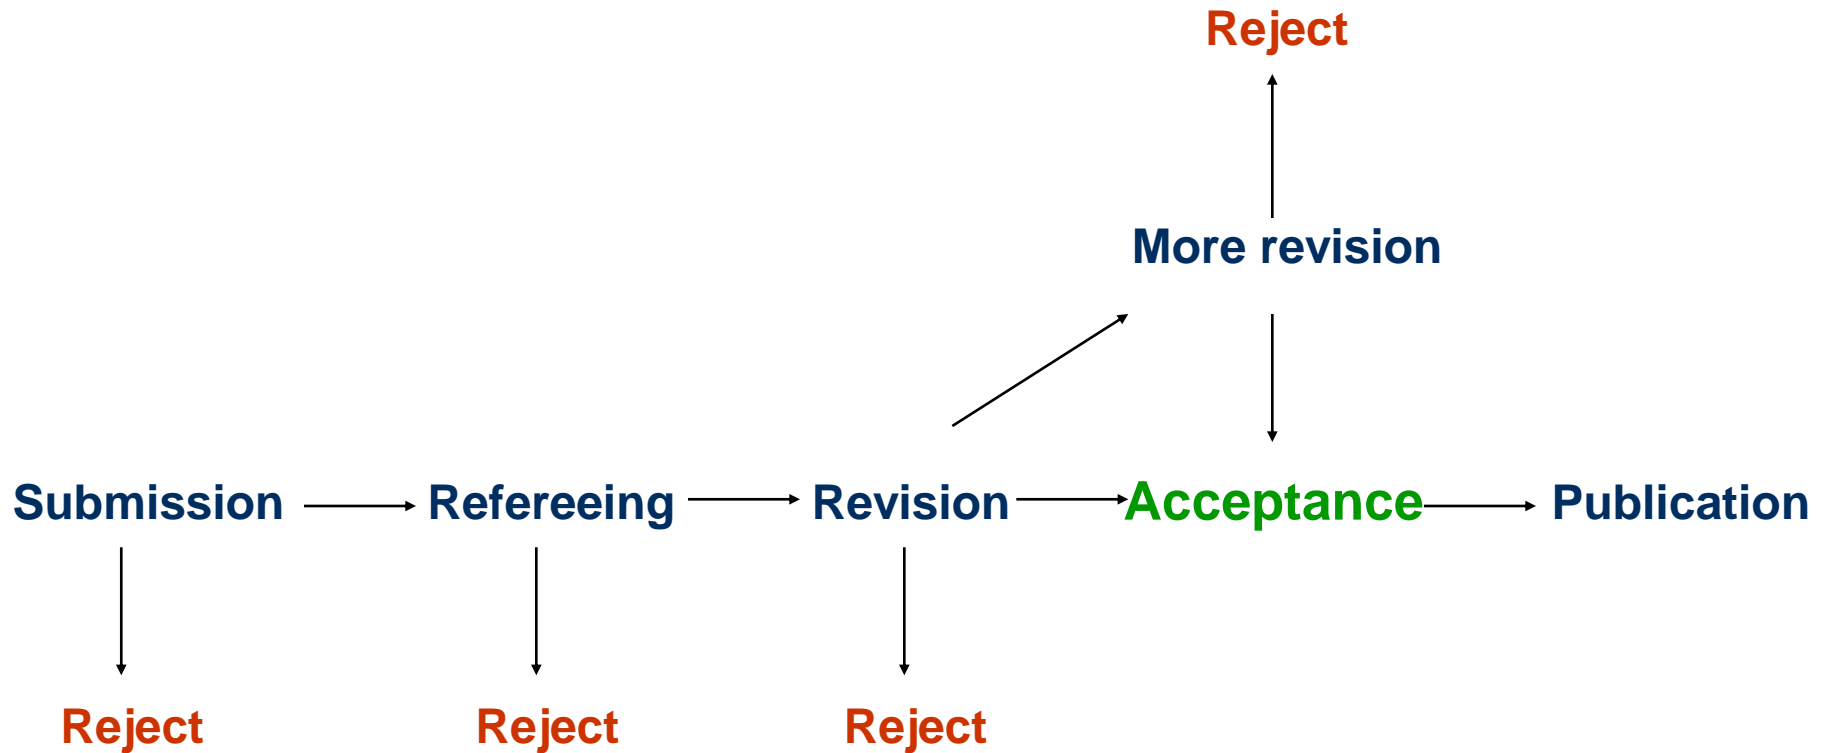 Reject
More revision
Submission Refereeing Revision Acceptance Publication
Reject Reject Reject